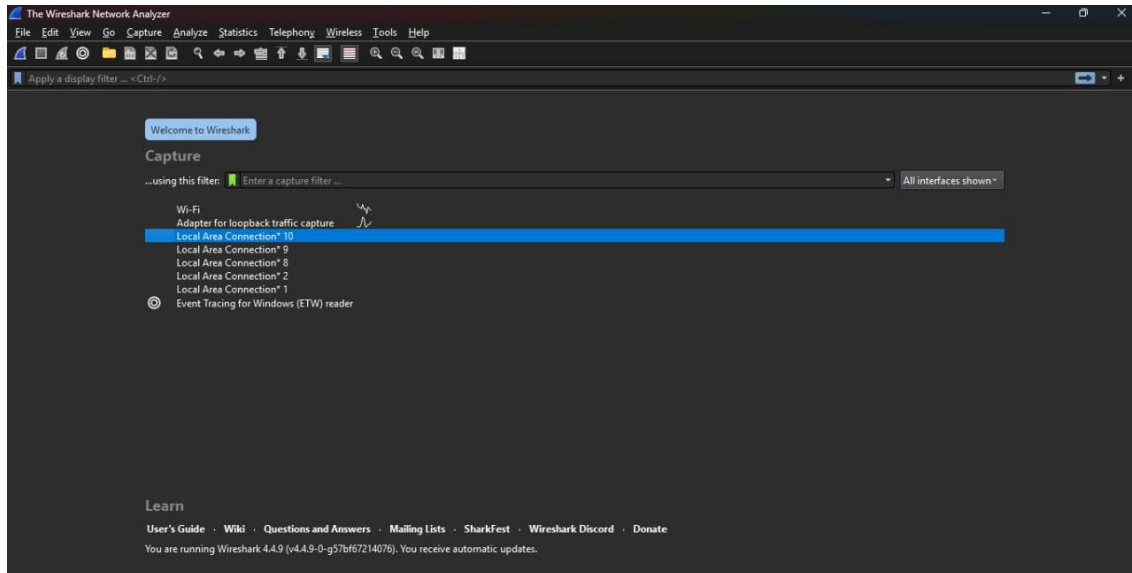 The Wireshark Network Analyzer
File Edit View Go Capture Analyze Statistics Telephony Wireless Tools Help
Apply a display filter ... <Ctrl-/>
Welcome to Wireshark
Capture
...using this filter: Enter a capture filter ... All interfaces shown
Wi-Fi
Adapter for loopback traffic capture
Local Area Connection* 10
Local Area Connection* 9
Local Area Connection* 8
Local Area Connection* 2
Local Area Connection* 1
Event Tracing for Windows (ETW) reader
Learn
User's Guide · Wiki · Questions and Answers · Mailing Lists · SharkFest · Wireshark Discord · Donate
You are running Wireshark 4.4.9 (v4.4.9-0-g57bf67214076). You receive automatic updates.